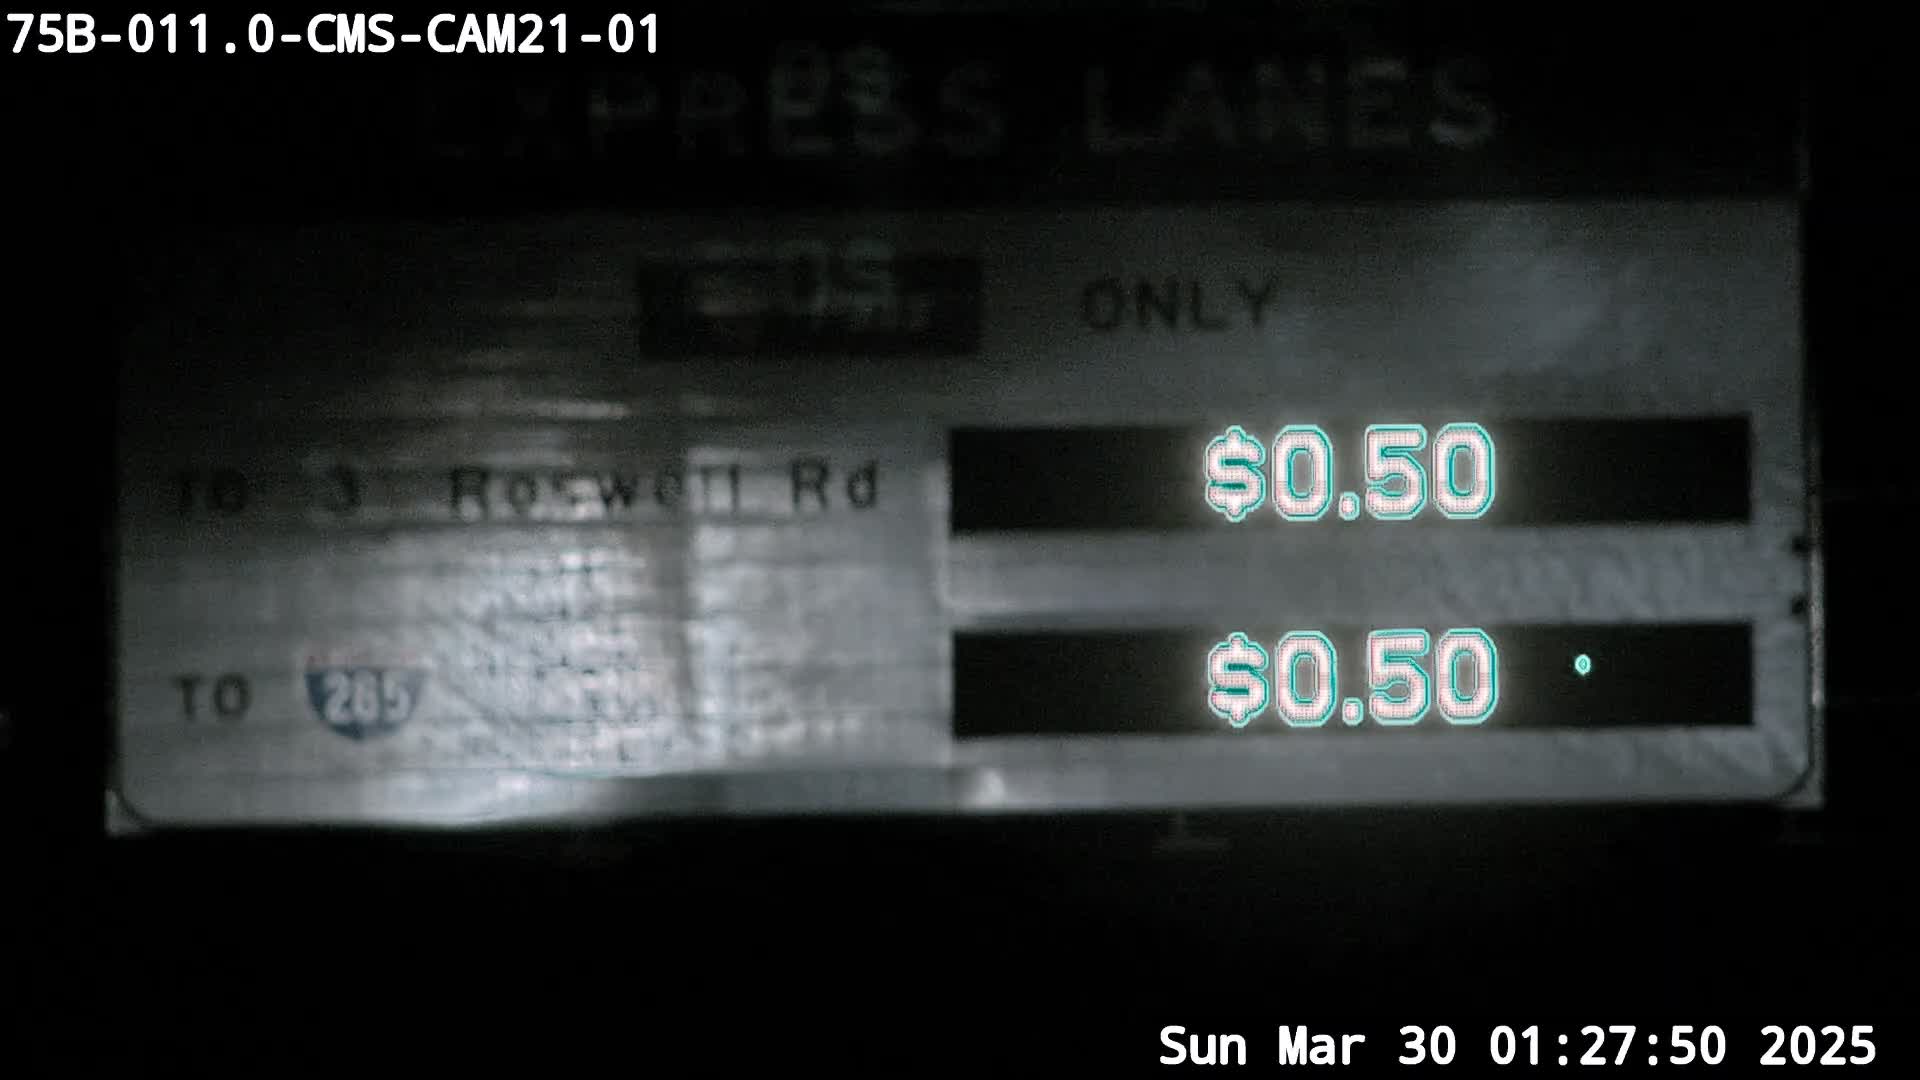 75B-011.0-CMS-CAM21-01
EXPRESS LANES
ONLY
TO 3 Roswell Rd $0.50
TO 285 $0.50
Sun Mar 30 01:27:50 2025